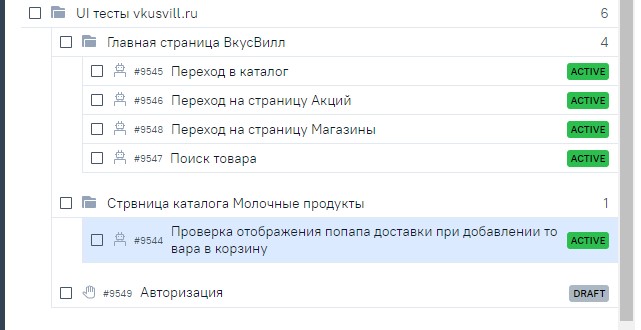 UI тесты vkusvill.ru 6
Главная страница ВкусВилл 4
#9545 Переход в каталог ACTIVE
#9546 Переход на страницу Акций ACTIVE
#9548 Переход на страницу Магазины ACTIVE
#9547 Поиск товара ACTIVE
Стрвница каталога Молочные продукты 1
#9544 Проверка отображения попапа доставки при добавлении то
вара в корзину ACTIVE
#9549 Авторизация DRAFT